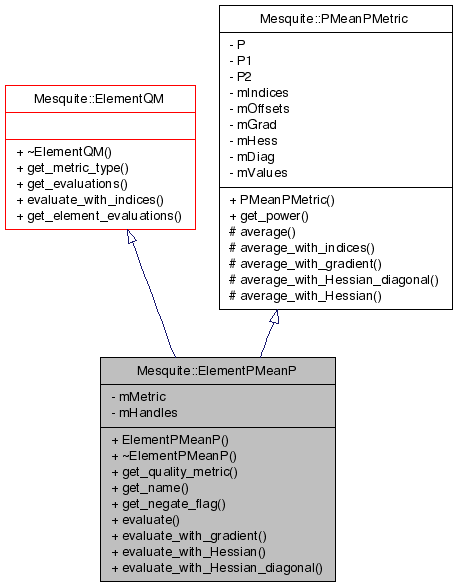 Mesquite::PMeanPMetric
- P
- P1
- P2
- mIndices
- mOffsets
- mGrad
- mHess
- mDiag
- mValues
+ PMeanPMetric()
+ get_power()
# average()
# average_with_indices()
# average_with_gradient()
# average_with_Hessian_diagonal()
# average_with_Hessian()
Mesquite::ElementQM
+ ~ElementQM()
+ get_metric_type()
+ get_evaluations()
+ evaluate_with_indices()
+ get_element_evaluations()
Mesquite::ElementPMeanP
- mMetric
- mHandles
+ ElementPMeanP()
+ ~ElementPMeanP()
+ get_quality_metric()
+ get_name()
+ get_negate_flag()
+ evaluate()
+ evaluate_with_gradient()
+ evaluate_with_Hessian()
+ evaluate_with_Hessian_diagonal()